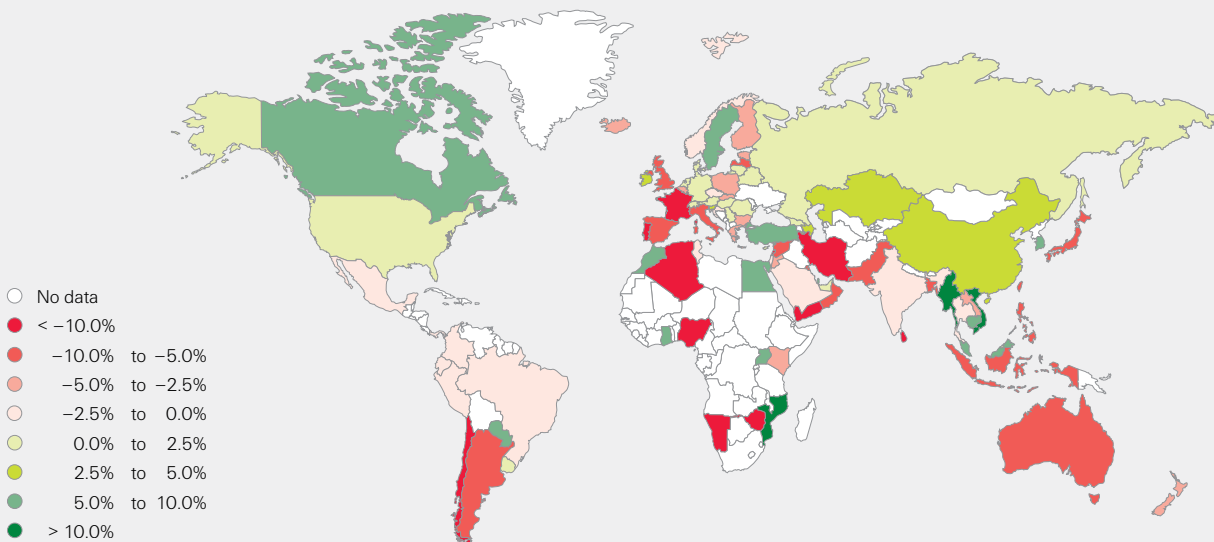 No data
< −10.0%
−10.0% to −5.0%
−5.0% to −2.5%
−2.5% to 0.0%
0.0% to 2.5%
2.5% to 5.0%
5.0% to 10.0%
> 10.0%